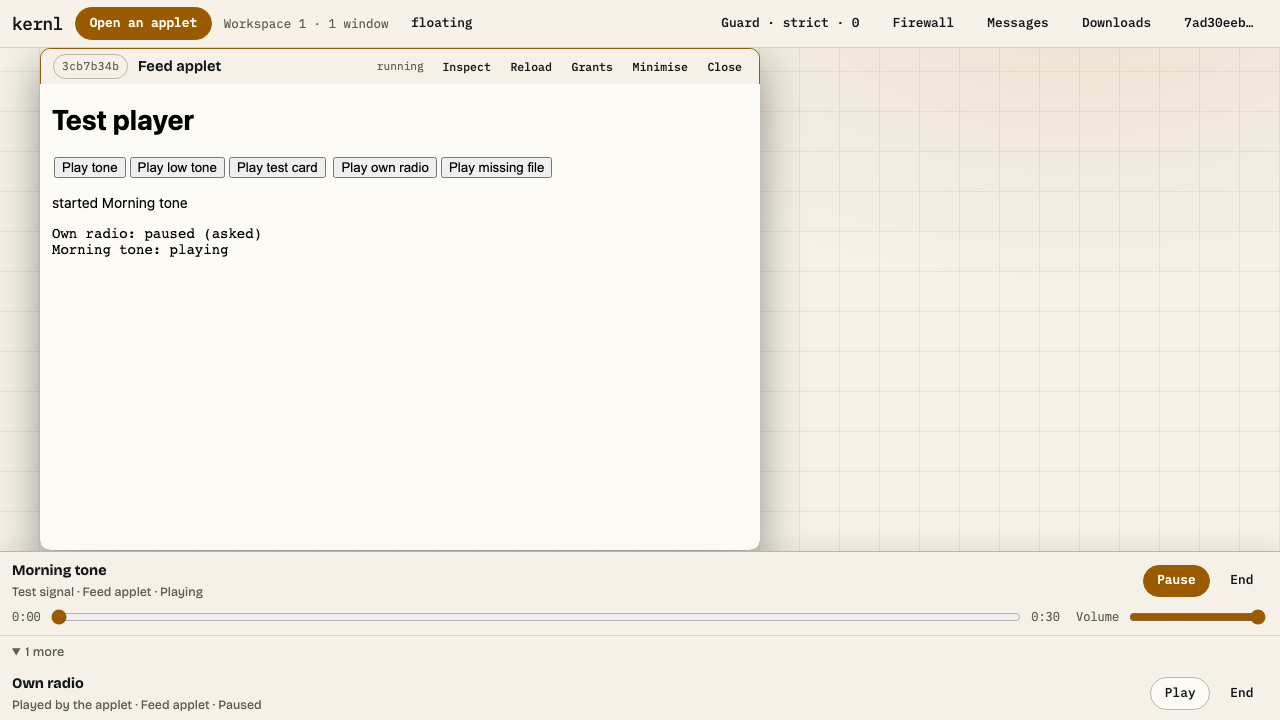 kernl Open an applet Workspace 1 · 1 window floating Guard · strict · 0 Firewall Messages Downloads 7ad30eeb…
3cb7b34b Feed applet running Inspect Reload Grants Minimise Close
Test player
Play tone Play low tone Play test card Play own radio Play missing file
started Morning tone
Own radio: paused (asked)
Morning tone: playing
Morning tone
Test signal · Feed applet · Playing
Pause End
0:00 0:30 Volume
▼ 1 more
Own radio
Played by the applet · Feed applet · Paused
Play End